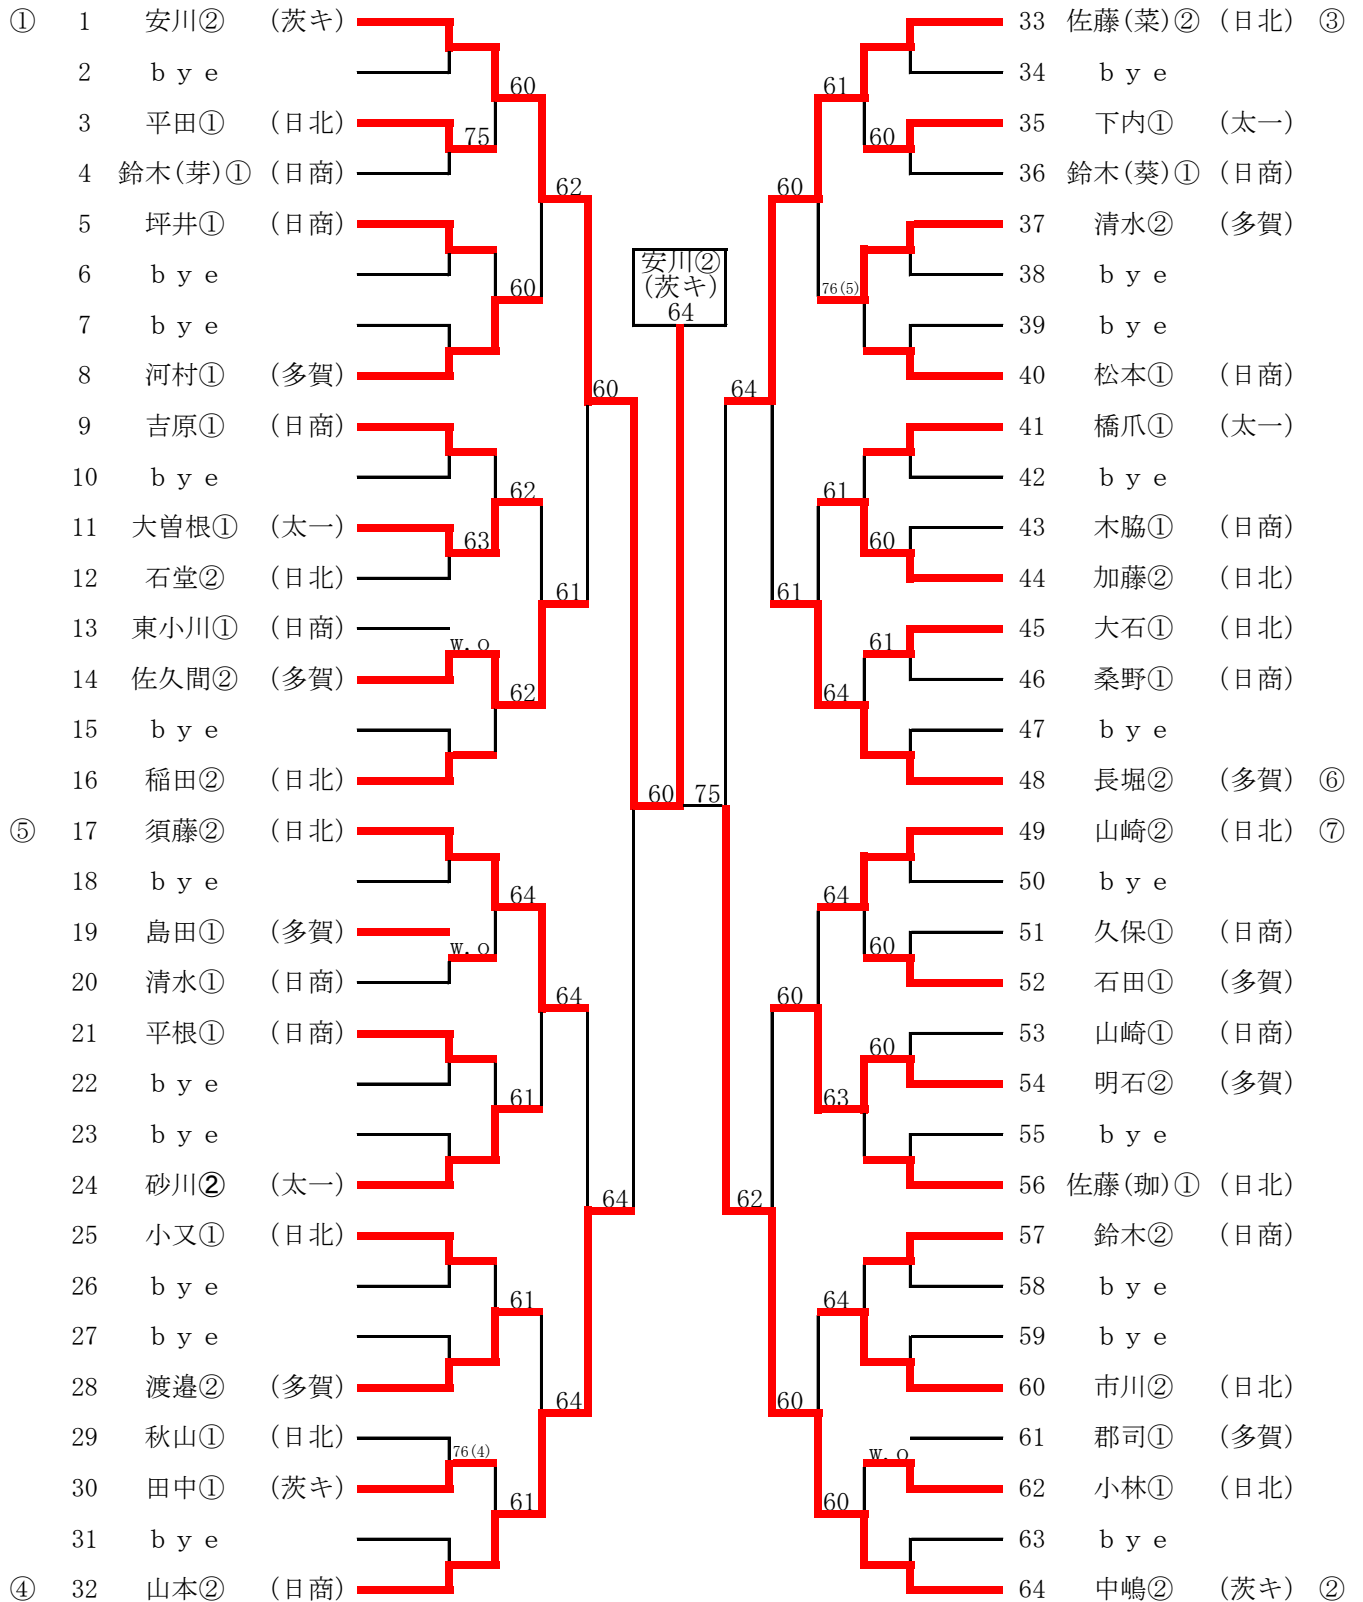 ① 1 安川② (茨キ)
2 bye
60
3 平田① (日北)
75
4 鈴木(芽)① (日商)
62
5 坪井① (日商)
6 bye
60
7 bye
8 河村① (多賀)
60
9 吉原① (日商)
10 bye
62
11 大曽根① (太一)
63
12 石堂② (日北)
61
13 東小川① (日商)
w.o
14 佐久間② (多賀)
62
15 bye
16 稲田② (日北)
60
⑤ 17 須藤② (日北)
18 bye
64
19 島田① (多賀)
w.o
20 清水① (日商)
64
21 平根① (日商)
22 bye
61
23 bye
24 砂川② (太一)
64
25 小又① (日北)
26 bye
61
27 bye
28 渡邉② (多賀)
64
29 秋山① (日北)
76(4)
30 田中① (茨キ)
61
31 bye
④ 32 山本② (日商)
安川②
(茨キ)
64
33 佐藤(菜)② (日北) ③
34 bye
61
35 下内① (太一)
60
36 鈴木(葵)① (日商)
60
37 清水② (多賀)
38 bye
76(5)
39 bye
40 松本① (日商)
64
41 橋爪① (太一)
42 bye
61
43 木脇① (日商)
60
44 加藤② (日北)
61
45 大石① (日北)
61
46 桑野① (日商)
64
47 bye
48 長堀② (多賀) ⑥
75
49 山崎② (日北) ⑦
50 bye
64
51 久保① (日商)
60
52 石田① (多賀)
60
53 山崎① (日商)
60
54 明石② (多賀)
63
55 bye
56 佐藤(珈)① (日北)
62
57 鈴木② (日商)
58 bye
64
59 bye
60 市川② (日北)
60
61 郡司① (多賀)
w.o
62 小林① (日北)
60
63 bye
64 中嶋② (茨キ) ②